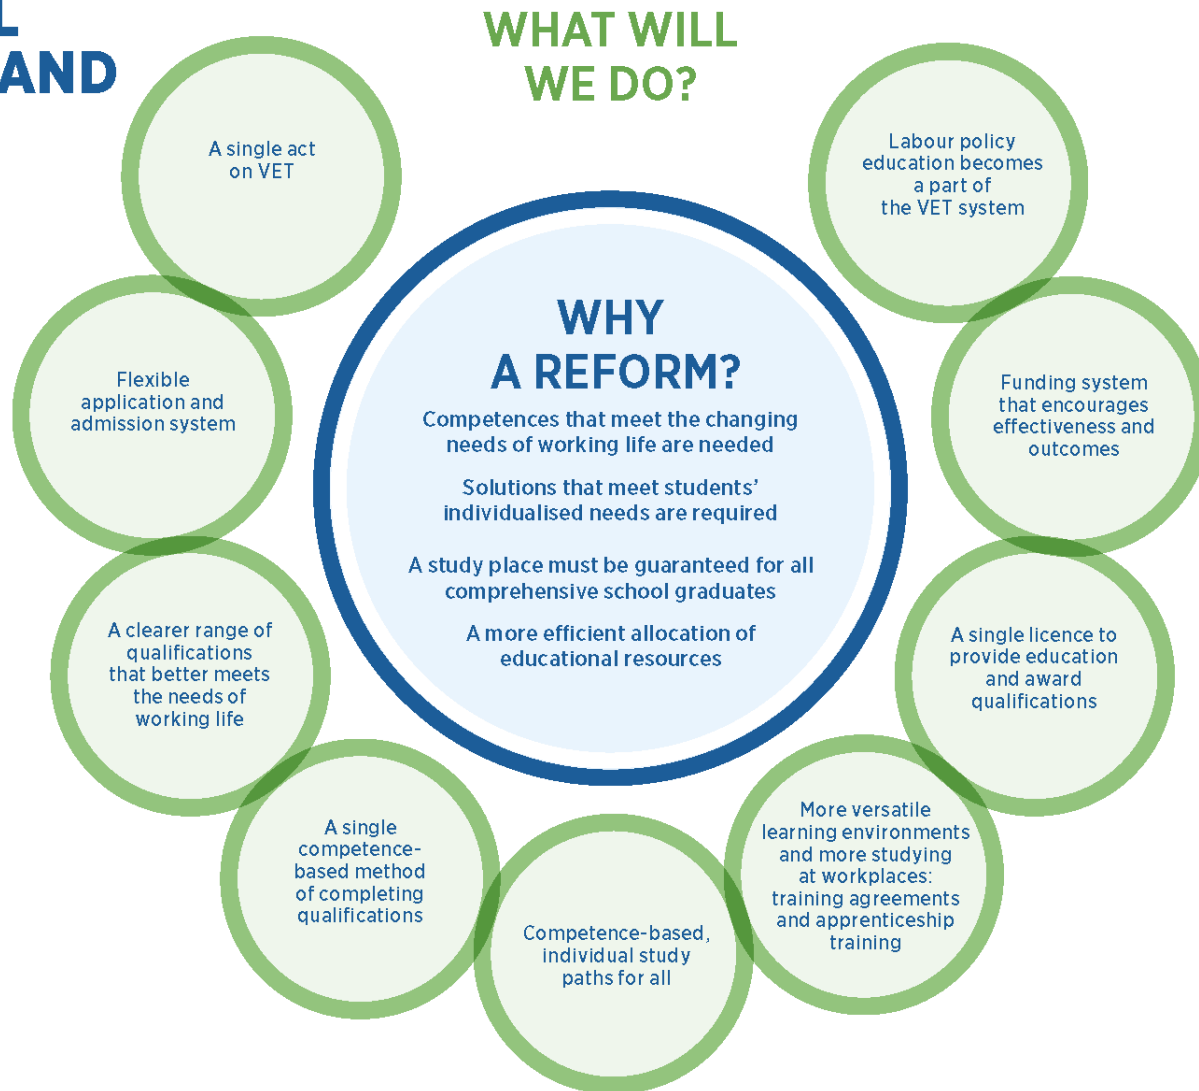 L
AND
WHAT WILL
WE DO?
A single act
on VET
Labour policy
education becomes
a part of
the VET system
Flexible
application and
admission system
WHY
A REFORM?
Competences that meet the changing
needs of working life are needed
Solutions that meet students’
individualised needs are required
A study place must be guaranteed for all
comprehensive school graduates
A more efficient allocation of
educational resources
Funding system
that encourages
effectiveness and
outcomes
A clearer range of
qualifications
that better meets
the needs of
working life
A single licence to
provide education
and award
qualifications
A single
competence-
based method
of completing
qualifications
Competence-based,
individual study
paths for all
More versatile
learning environments
and more studying
at workplaces:
training agreements
and apprenticeship
training